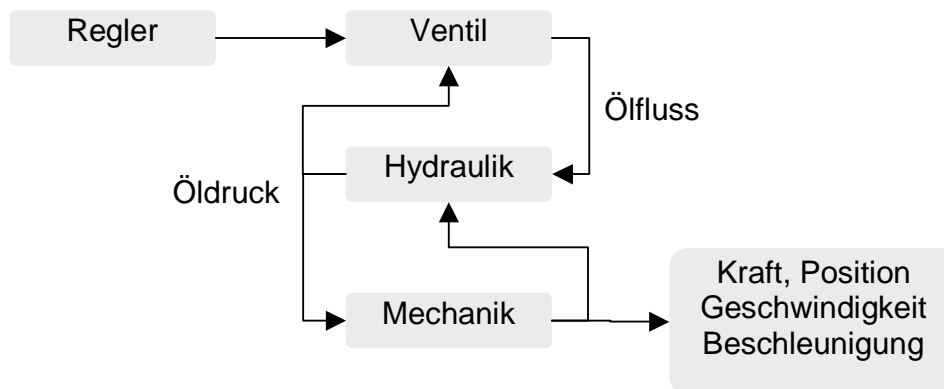 Regler
Ventil
Ölfluss
Hydraulik
Öldruck
Mechanik
Kraft, Position
Geschwindigkeit
Beschleunigung